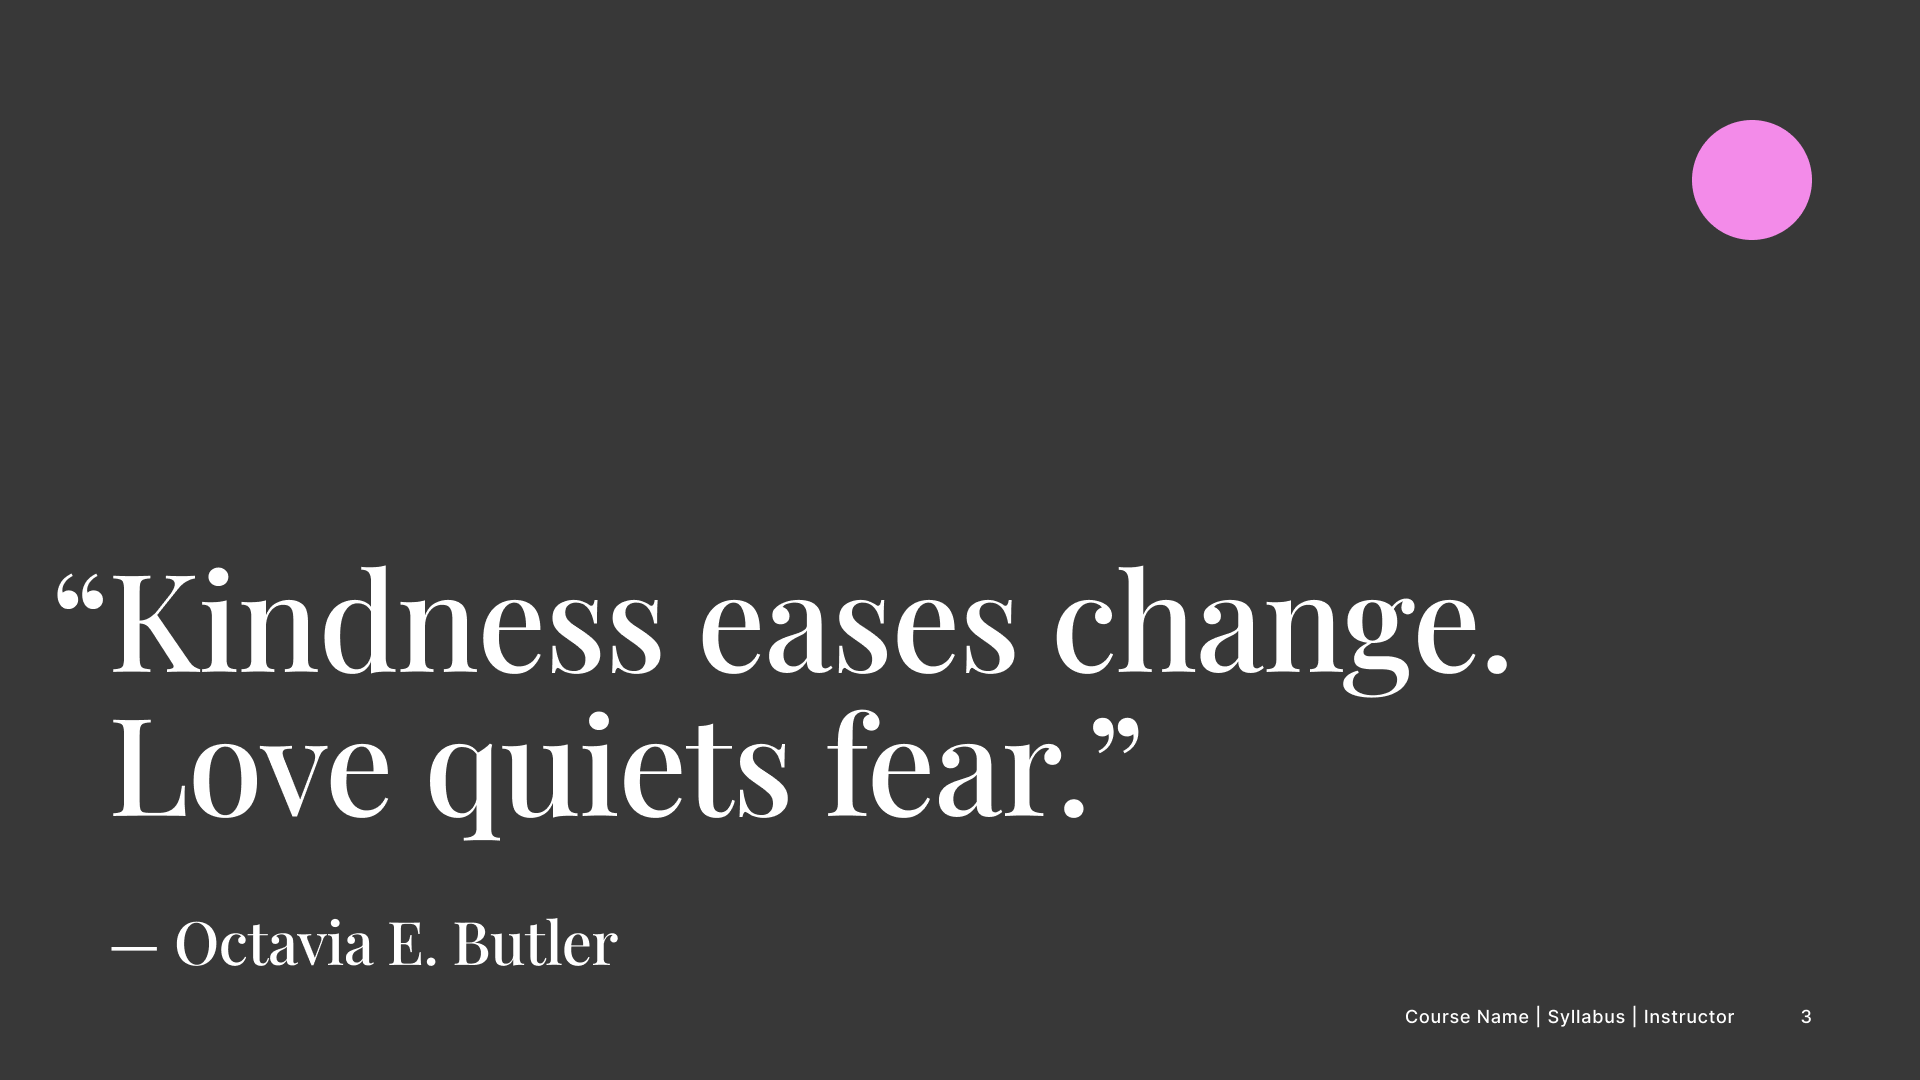 “Kindness eases change.
Love quiets fear.”
— Octavia E. Butler
Course Name | Syllabus | Instructor 3